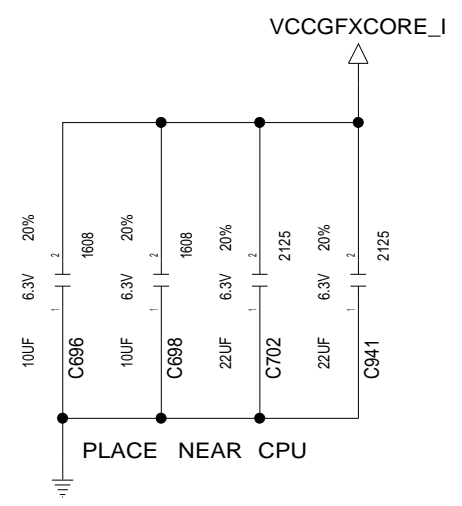 VCCGFXCORE_I
10UF 6.3V 20%
1608
2
1
C696
10UF 6.3V 20%
1608
2
1
C698
22UF 6.3V 20%
2125
2
1
C702
22UF 6.3V 20%
2125
2
1
C941
PLACE NEAR CPU